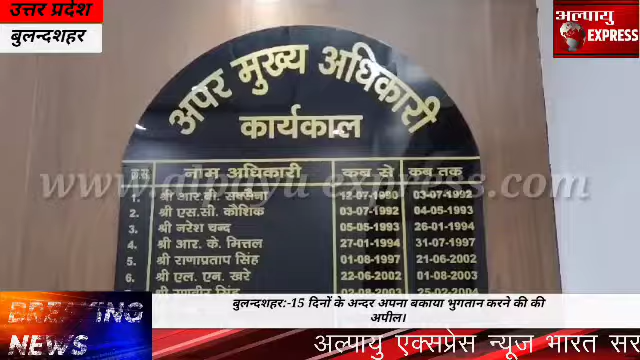 उत्तर प्रदेश
बुलन्दशहर
अल्पायु
EXPRESS
अपर मुख्य अधिकारी
कार्यकाल
क्र.सं. नाम अधिकारी कब से कब तक
1. श्री आर.बी. सक्सैना 12-07-1990 03-07-1992
2. श्री एस.सी. कौशिक 03-07-1992 04-05-1993
3. श्री नरेश चन्द 05-05-1993 26-01-1994
4. श्री आर. के. मित्तल 27-01-1994 31-07-1997
5. श्री राणाप्रताप सिंह 01-08-1997 21-06-2002
6. श्री एल. एन. खरे 22-06-2002 01-08-2003
सिंह 02-08-2003 25-02-2004
BREAKING
NEWS
बुलन्दशहर:-15 दिनों के अन्दर अपना बकाया भुगतान करने की की
अपील।
अल्पायु एक्सप्रेस न्यूज भारत सर